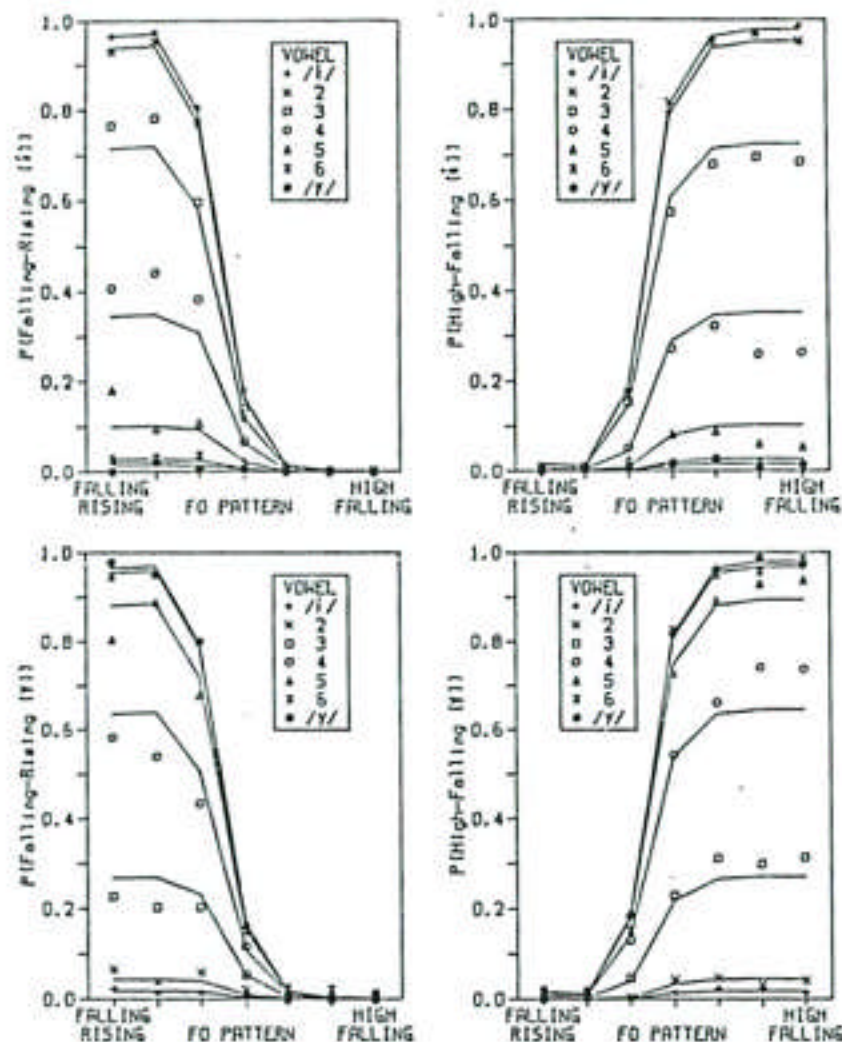 P(Falling-Rising [i])
1.0
0.8
0.6
0.4
0.2
0.0
VOWEL
/i/
2
3
4
5
6
/y/
FALLING RISING
FO PATTERN
HIGH FALLING
P(High-Falling [i])
1.0
0.8
0.6
0.4
0.2
0.0
VOWEL
/i/
2
3
4
5
6
/y/
FALLING RISING
FO PATTERN
HIGH FALLING
P(Falling-Rising [y])
1.0
0.8
0.6
0.4
0.2
0.0
VOWEL
/i/
2
3
4
5
6
/y/
FALLING RISING
FO PATTERN
HIGH FALLING
P(High-Falling [y])
1.0
0.8
0.6
0.4
0.2
0.0
VOWEL
/i/
2
3
4
5
6
/y/
FALLING RISING
FO PATTERN
HIGH FALLING